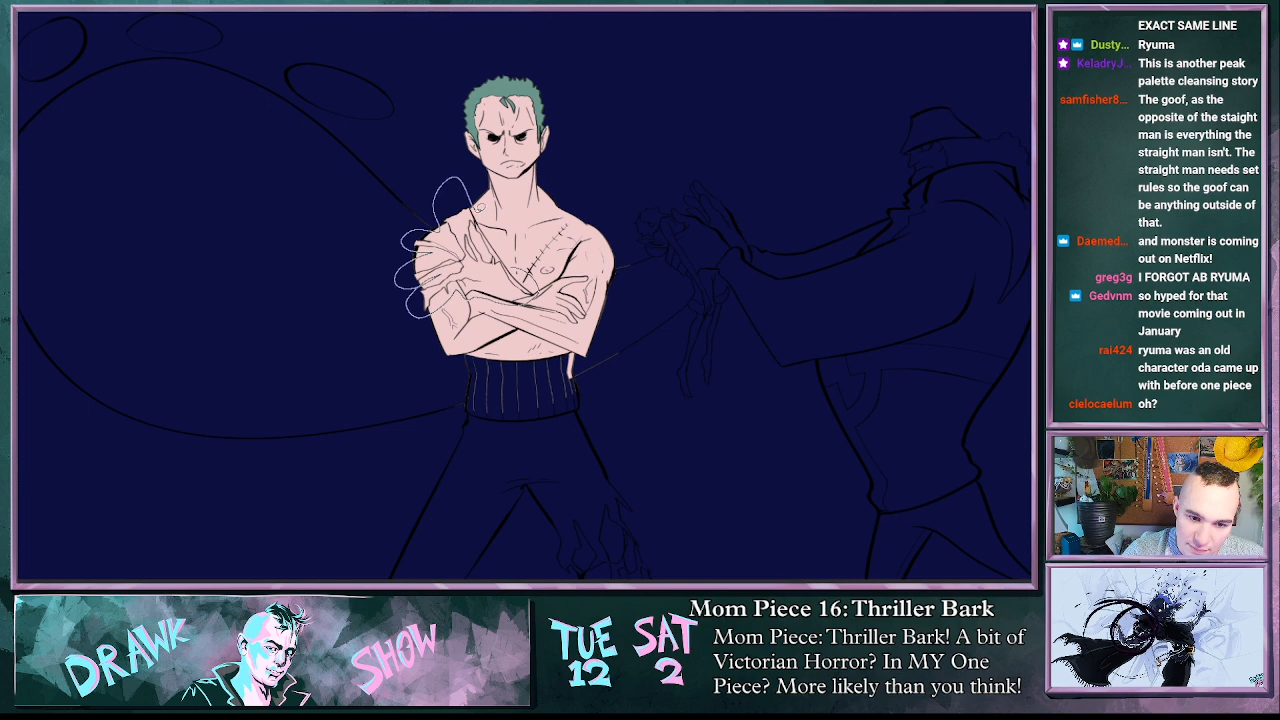 EXACT SAME LINE
Dusty... Ryuma
KeladryJ... This is another peak
palette cleansing story
samfisher8... The goof, as the
opposite of the staight
man is everything the
straight man isn't. The
straight man needs set
rules so the goof can
be anything outside of
that.
Daemed... and monster is coming
out on Netflix!
greg3g I FORGOT AB RYUMA
Gedvnm so hyped for that
movie coming out in
January
rai424 ryuma was an old
character oda came up
with before one piece
clelocaelum oh?
DRAWK SHOW
TUE SAT
12 2
Mom Piece 16: Thriller Bark
Mom Piece: Thriller Bark! A bit of
Victorian Horror? In MY One
Piece? More likely than you think!